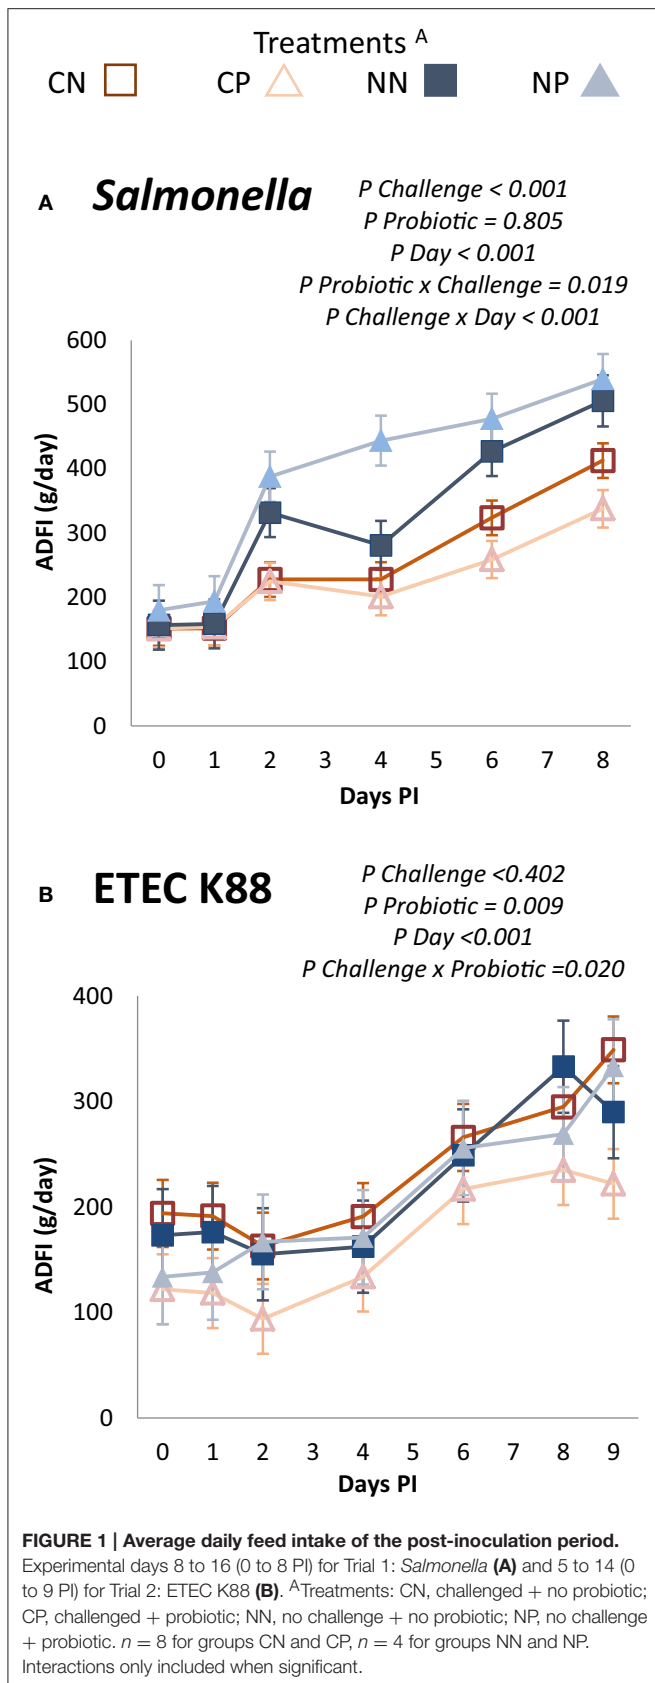 Treatments A
CN CP NN NP
A Salmonella
P Challenge < 0.001
P Probiotic = 0.805
P Day < 0.001
P Probiotic x Challenge = 0.019
P Challenge x Day < 0.001
600
500
400
300
200
100
0
ADFI (g/day)
0 1 2 3 4 5 6 7 8
Days PI
B ETEC K88
P Challenge <0.402
P Probiotic = 0.009
P Day <0.001
P Challenge x Probiotic =0.020
400
300
200
100
0
ADFI (g/day)
0 1 2 3 4 5 6 7 8 9
Days PI
FIGURE 1 | Average daily feed intake of the post-inoculation period.
Experimental days 8 to 16 (0 to 8 PI) for Trial 1: Salmonella (A) and 5 to 14 (0
to 9 PI) for Trial 2: ETEC K88 (B). ATreatments: CN, challenged + no probiotic;
CP, challenged + probiotic; NN, no challenge + no probiotic; NP, no challenge
+ probiotic. n = 8 for groups CN and CP, n = 4 for groups NN and NP.
Interactions only included when significant.